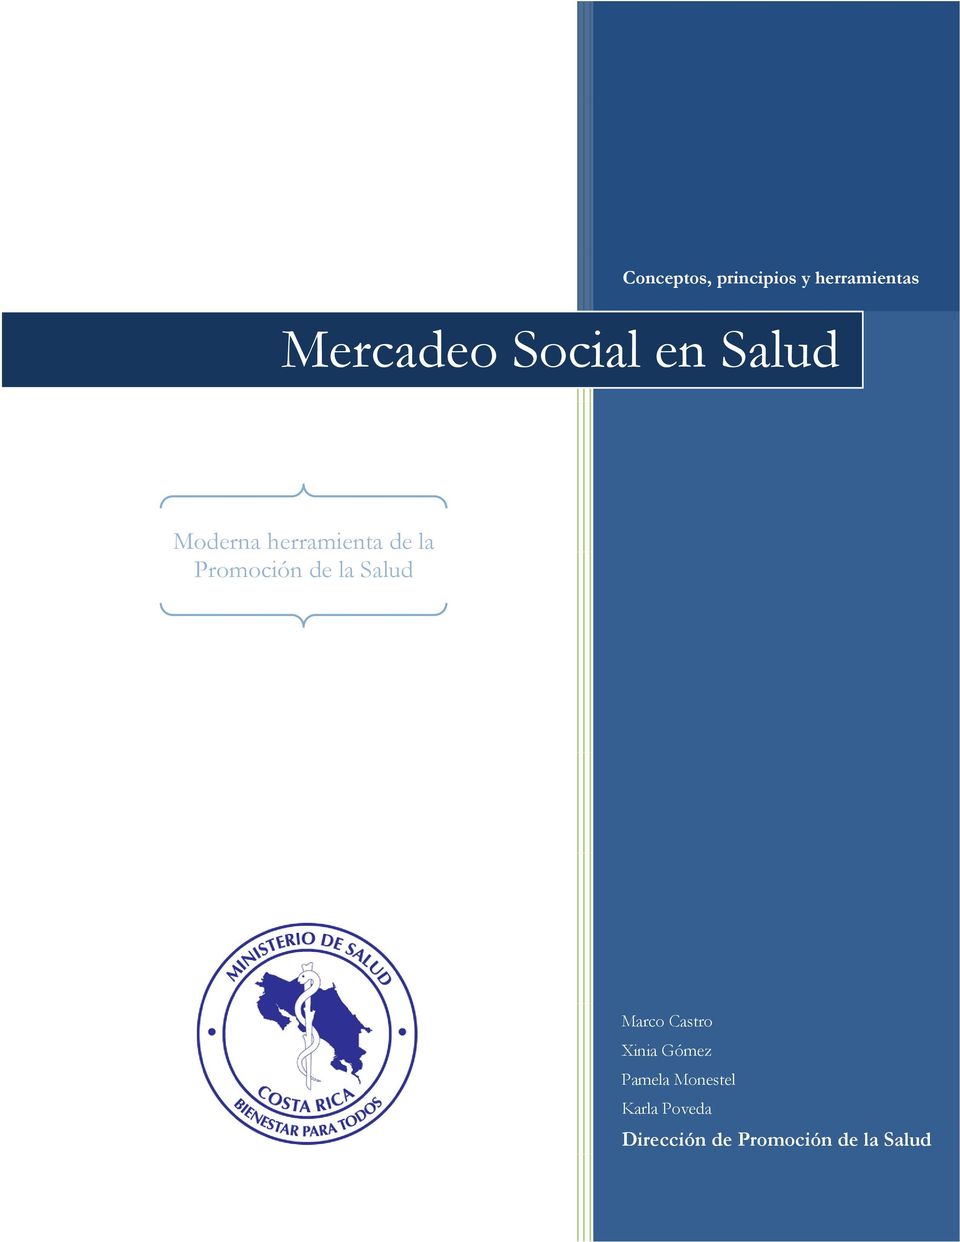 Conceptos, principios y herramientas
Mercadeo Social en Salud
Moderna herramienta de la
Promoción de la Salud
MINISTERIO DE SALUD
COSTA RICA
BIENESTAR PARA TODOS
Marco Castro
Xinia Gómez
Pamela Monestel
Karla Poveda
Dirección de Promoción de la Salud